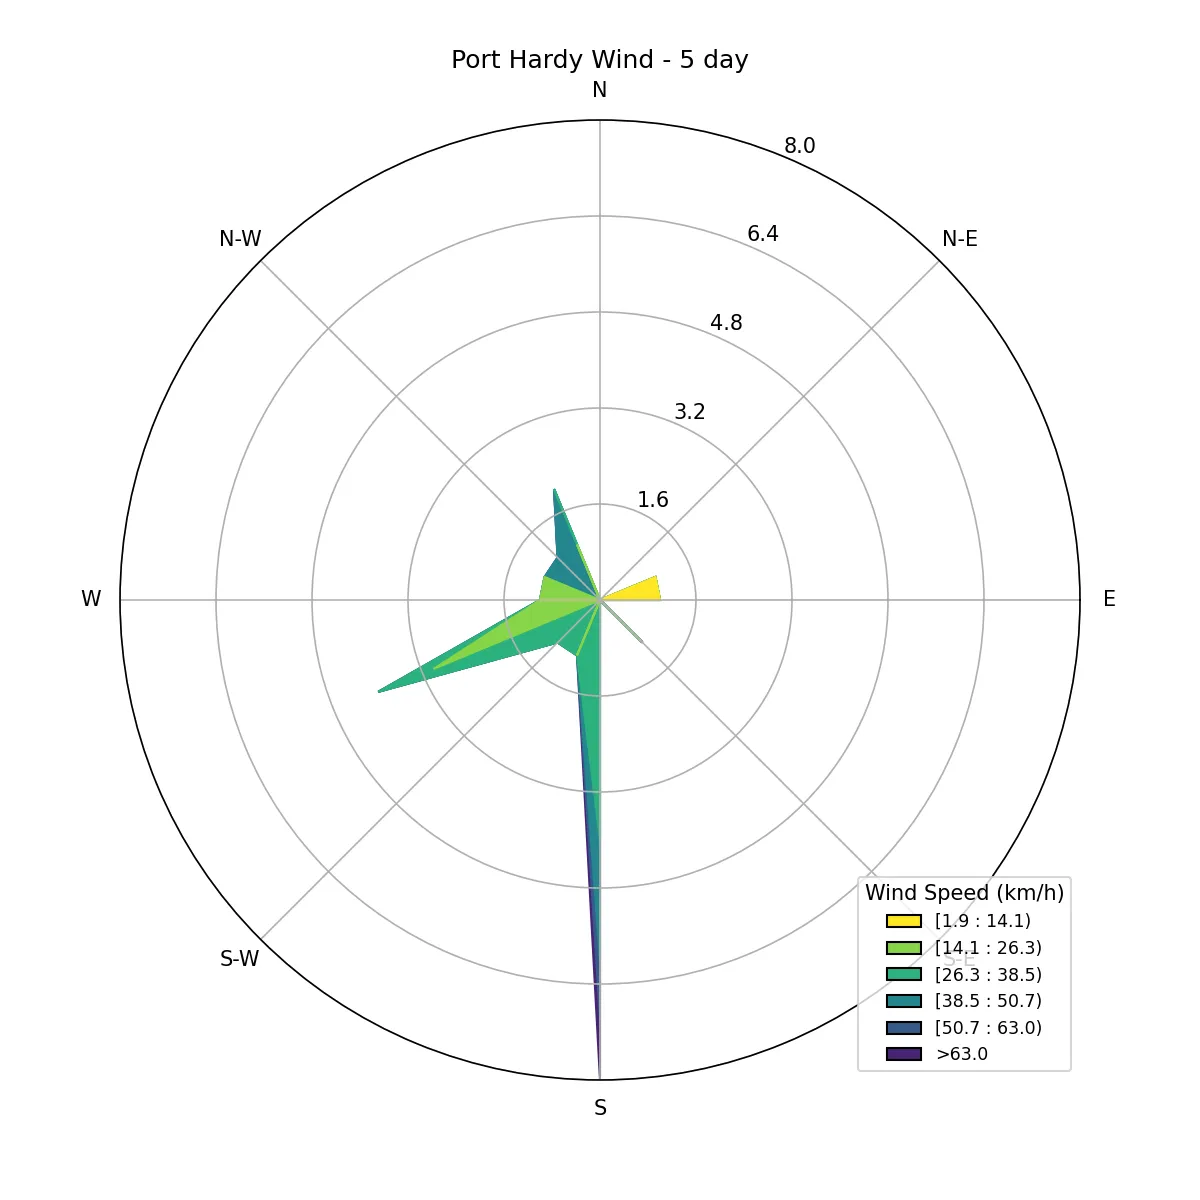 Port Hardy Wind - 5 day
N
8.0
N-W
N-E
6.4
4.8
3.2
1.6
W
E
S-W
S-E
S
Wind Speed (km/h)
[1.9 : 14.1)
[14.1 : 26.3)
[26.3 : 38.5)
[38.5 : 50.7)
[50.7 : 63.0)
>63.0